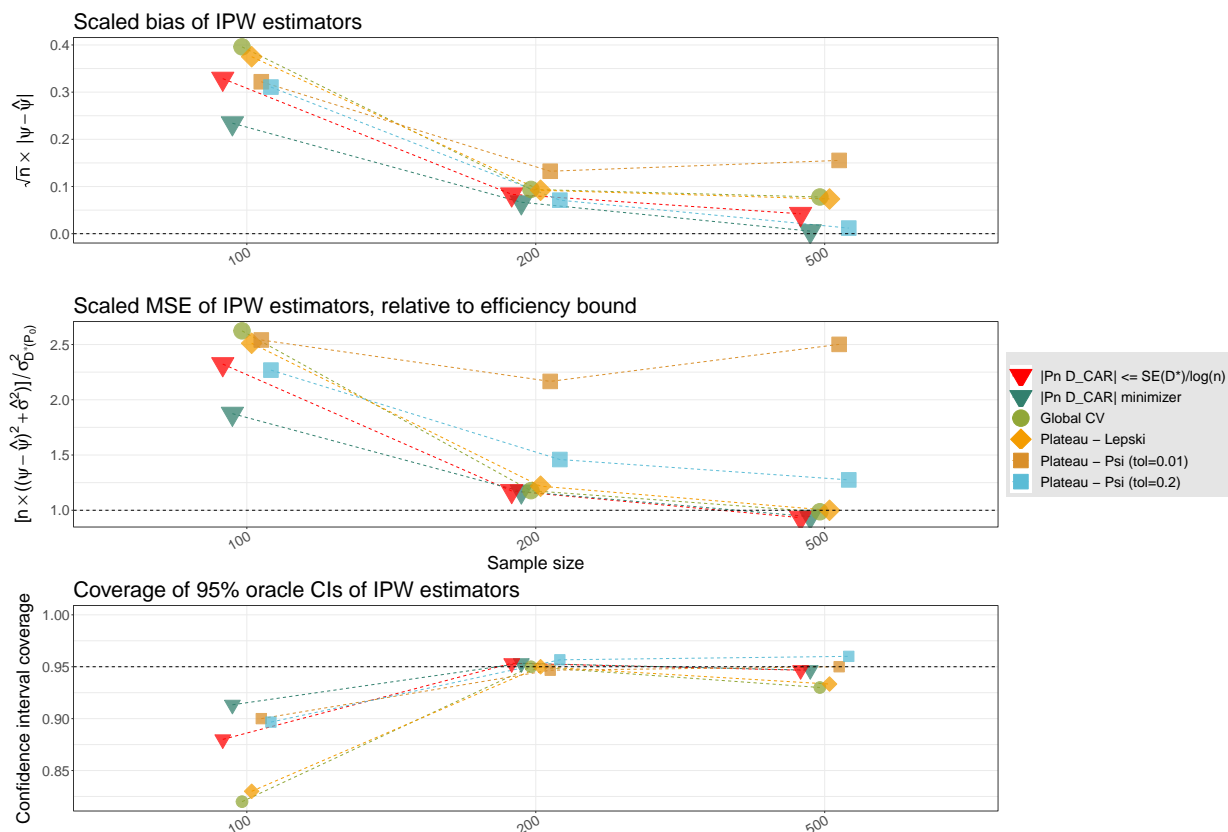 Scaled bias of IPW estimators
√n × |ψ − ψ̂|
0.4
0.3
0.2
0.1
0.0
100
200
500
Scaled MSE of IPW estimators, relative to efficiency bound
[n × ((ψ − ψ̂)² + σ̂²)] / σ²_D*(P₀)
2.5
2.0
1.5
1.0
100
200
500
Sample size
|Pn D_CAR| <= SE(D*)/log(n)
|Pn D_CAR| minimizer
Global CV
Plateau − Lepski
Plateau − Psi (tol=0.01)
Plateau − Psi (tol=0.2)
Coverage of 95% oracle CIs of IPW estimators
Confidence interval coverage
1.00
0.95
0.90
0.85
100
200
500